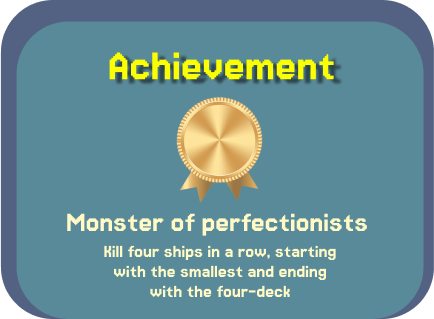 Achievement
Monster of perfectionists
Kill four ships in a row, starting
with the smallest and ending
with the four-deck